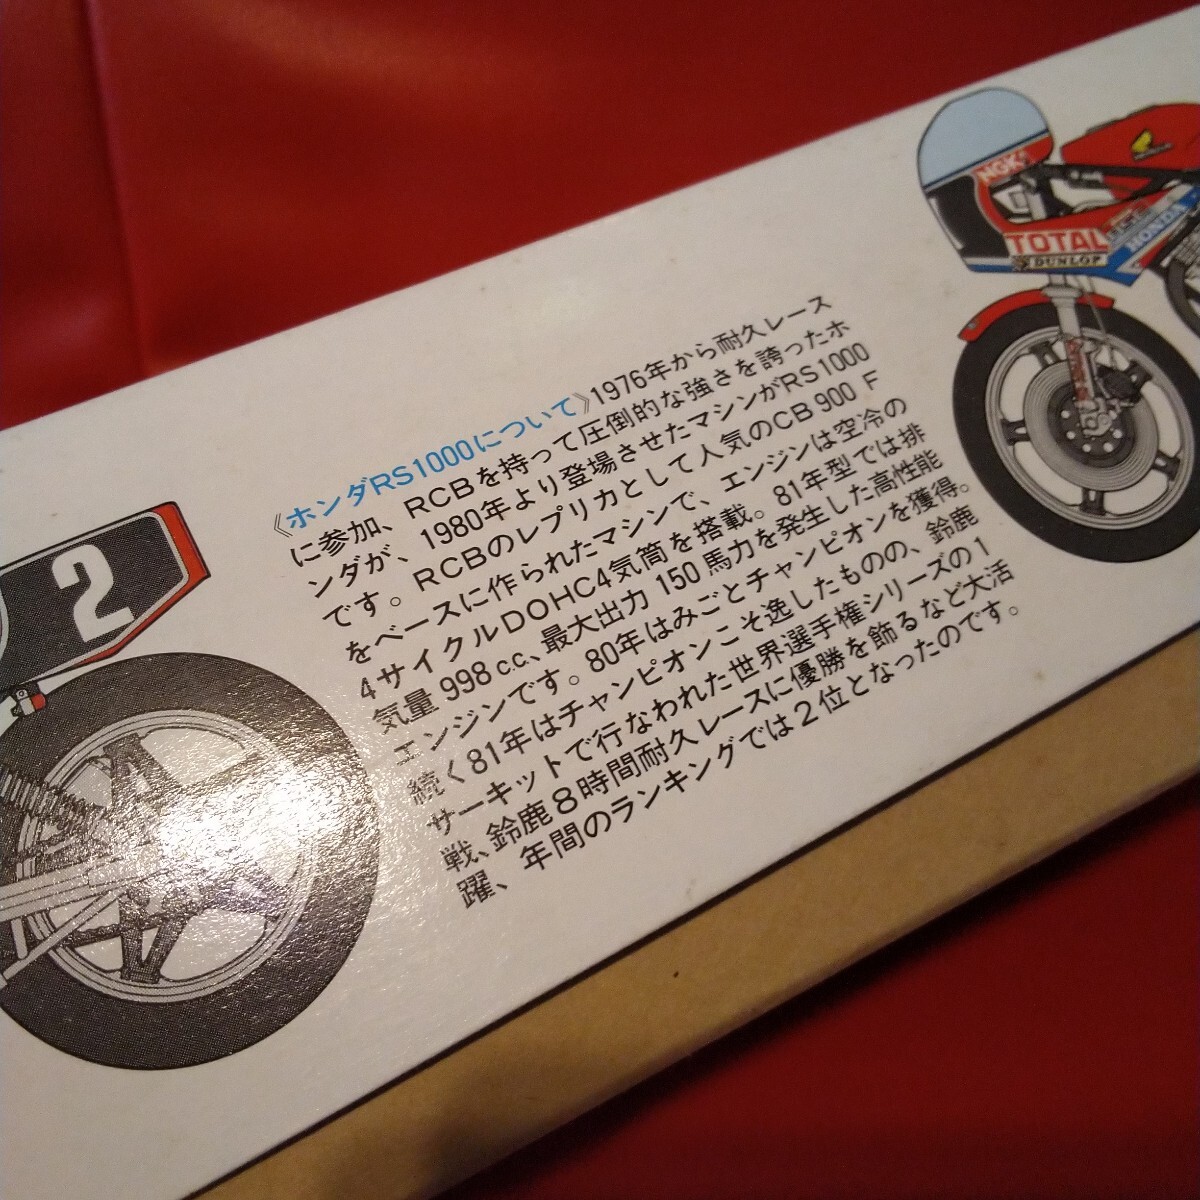 《ホンダRS1000について》1976年から耐久レース
に参加、RCBを持って圧倒的な強さを誇ったホ
ンダが、1980年より登場させたマシンがRS1000
です。RCBのレプリカとして人気のCB900F
をベースに作られたマシンで、エンジンは空冷の
4サイクルDOHC4気筒を搭載。81年型では排
気量998c.c.、最大出力150馬力を発生した高性能
エンジンです。80年はみごとチャンピオンを獲得。
続く81年はチャンピオンこそ逸したものの、鈴鹿
サーキットで行なわれた世界選手権シリーズの1
戦、鈴鹿8時間耐久レースに優勝を飾るなど大活
躍、年間のランキングでは2位となったのです。
2
NGK
TOTAL
DUNLOP
HONDA